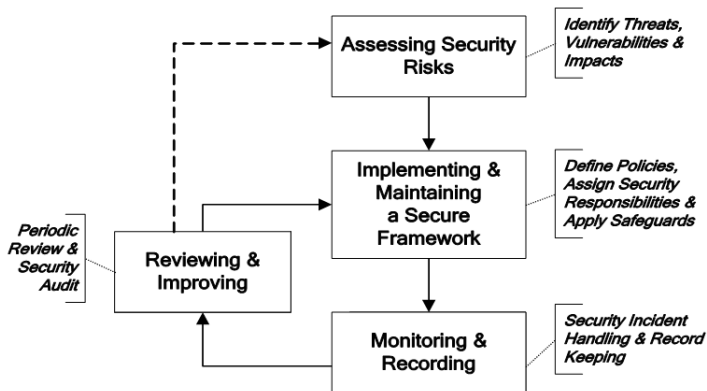 Assessing Security
Risks
Identify Threats,
Vulnerabilities &
Impacts
Implementing &
Maintaining
a Secure
Framework
Define Policies,
Assign Security
Responsibilities &
Apply Safeguards
Periodic
Review &
Security
Audit
Reviewing &
Improving
Monitoring &
Recording
Security Incident
Handling & Record
Keeping